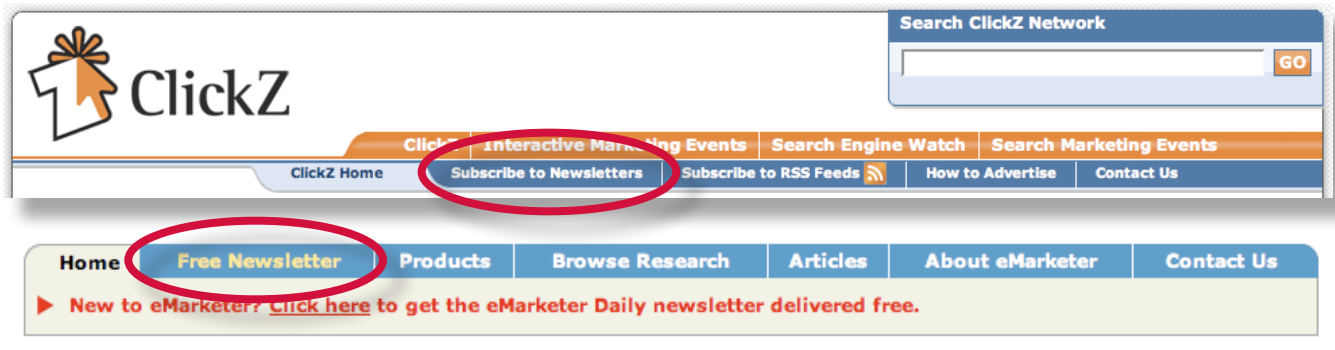 Search ClickZ Network
GO
ClickZ
ClickZ Interactive Marketing Events Search Engine Watch Search Marketing Events
ClickZ Home Subscribe to Newsletters Subscribe to RSS Feeds How to Advertise Contact Us
Home Free Newsletter Products Browse Research Articles About eMarketer Contact Us
New to eMarketer? Click here to get the eMarketer Daily newsletter delivered free.